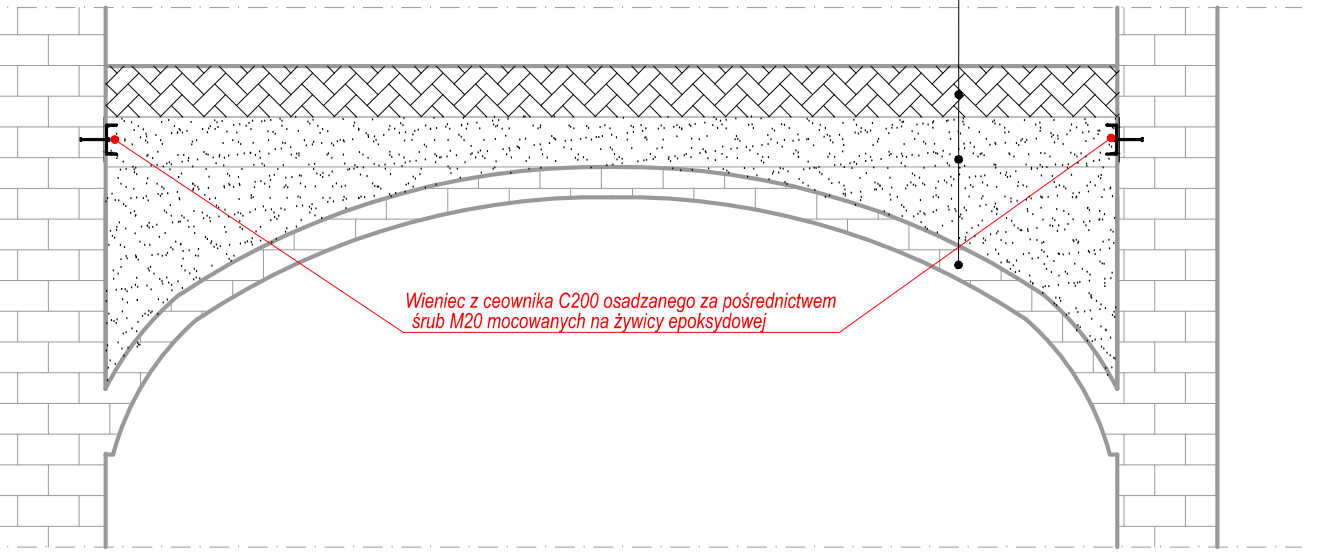 Wieniec z ceownika C200 osadzanego za pośrednictwem
śrub M20 mocowanych na żywicy epoksydowej